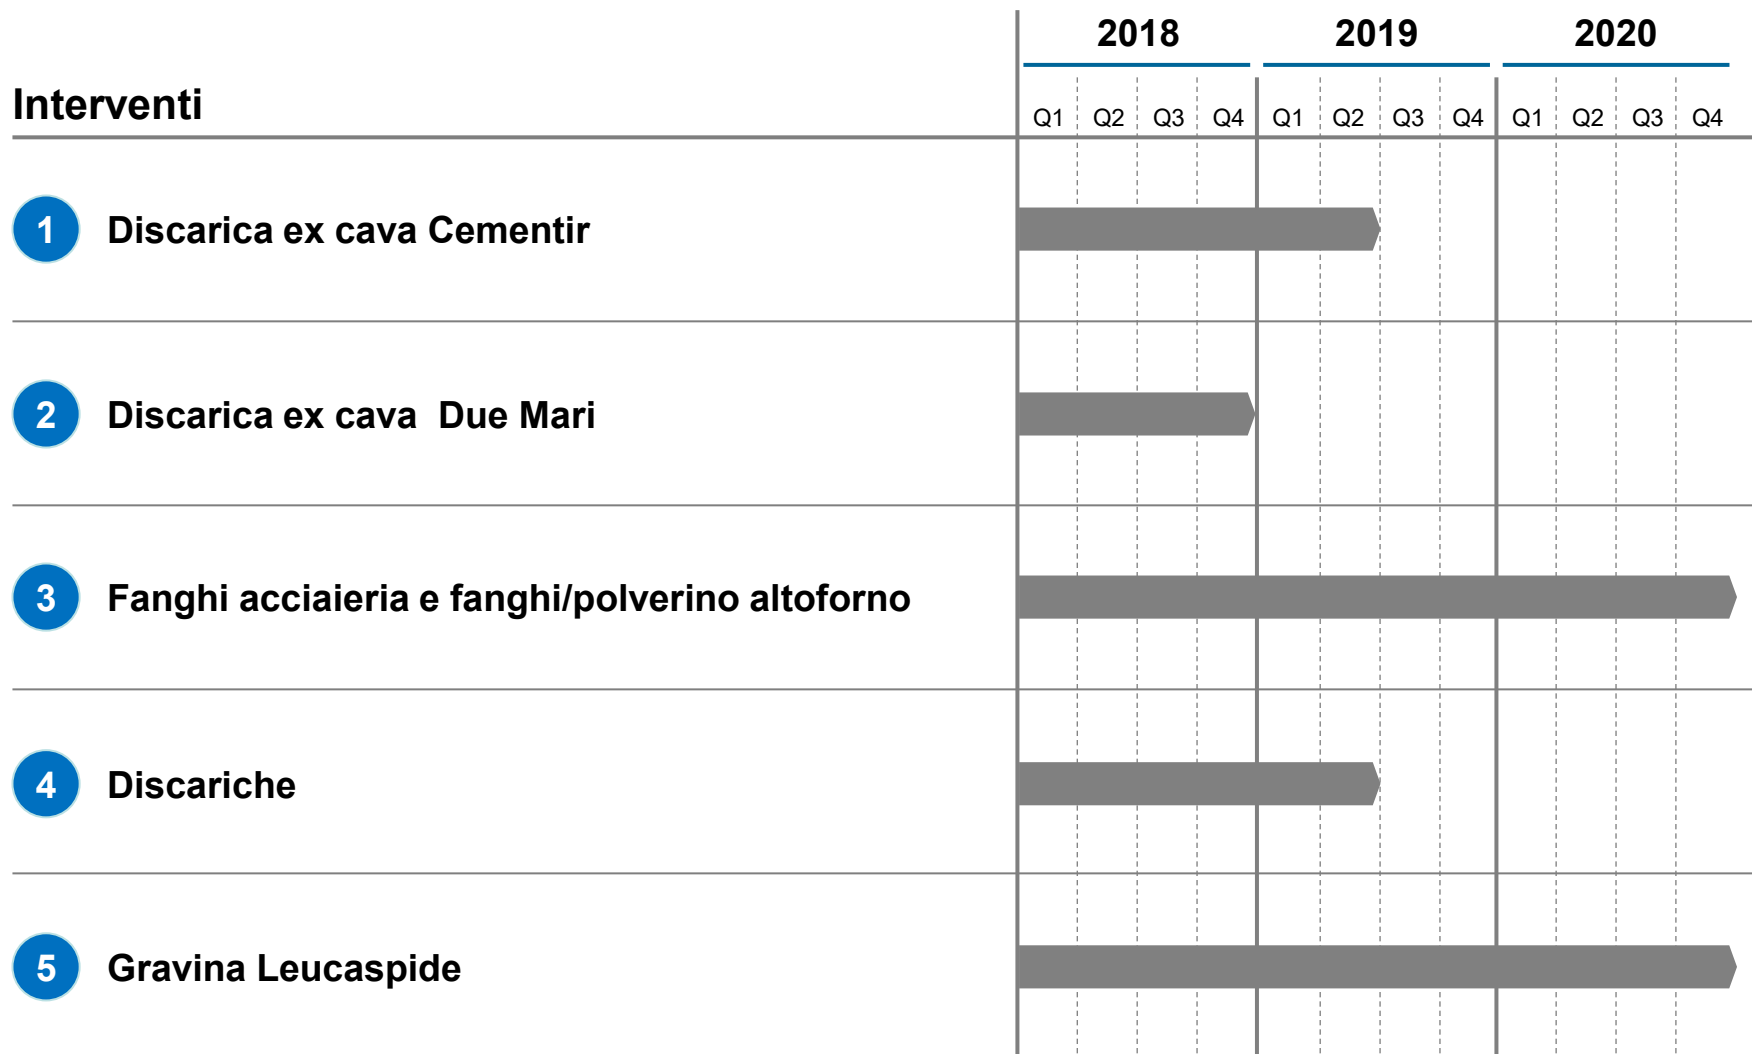 2018 2019 2020
Interventi
Q1 Q2 Q3 Q4 Q1 Q2 Q3 Q4 Q1 Q2 Q3 Q4
1 Discarica ex cava Cementir
2 Discarica ex cava  Due Mari
3 Fanghi acciaieria e fanghi/polverino altoforno
4 Discariche
5 Gravina Leucaspide